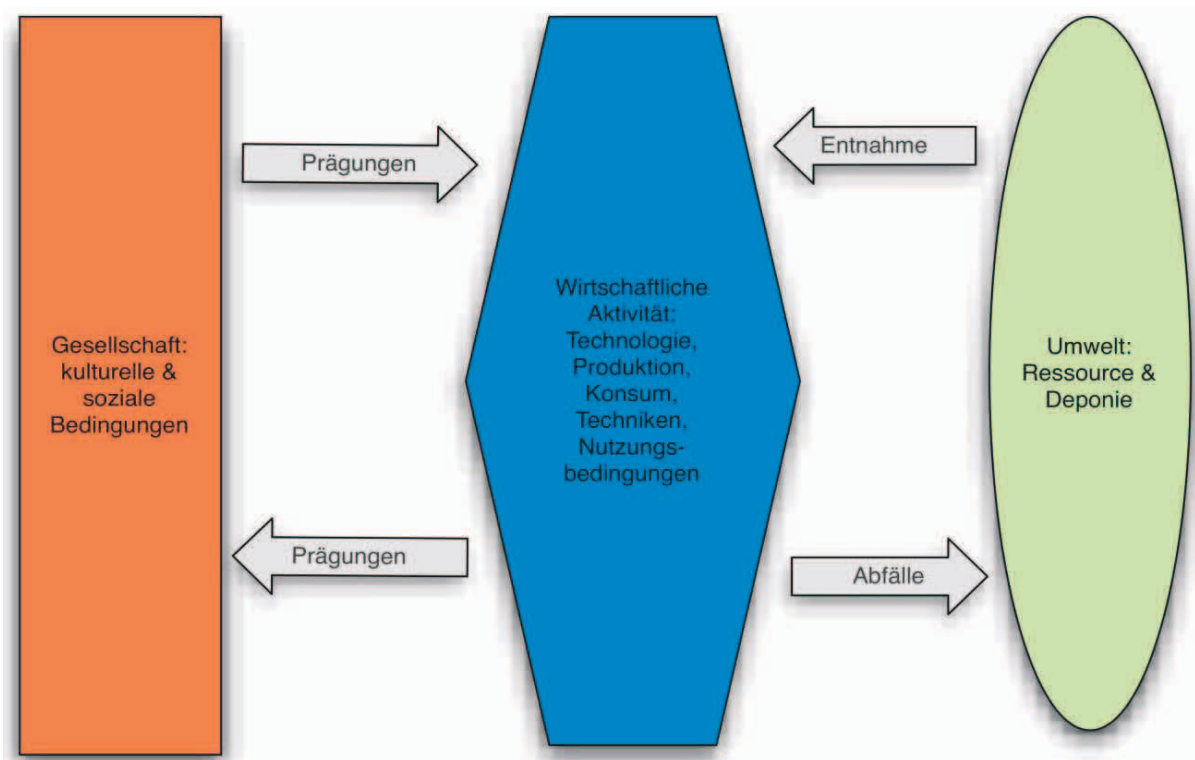 Gesellschaft:
kulturelle &
soziale
Bedingungen
Prägungen
Prägungen
Wirtschaftliche
Aktivität:
Technologie,
Produktion,
Konsum,
Techniken,
Nutzungs-
bedingungen
Entnahme
Abfälle
Umwelt:
Ressource &
Deponie